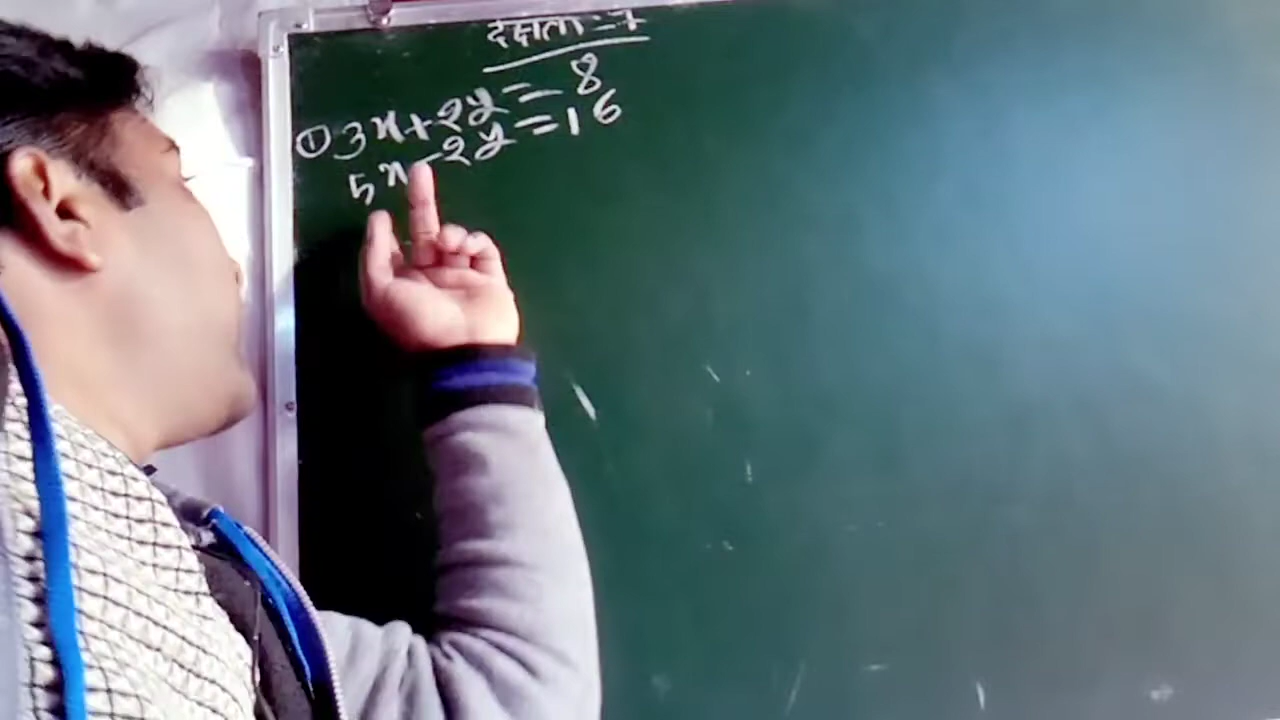 दक्षता - 7
① 3x+2y = 8
5x-2y = 16